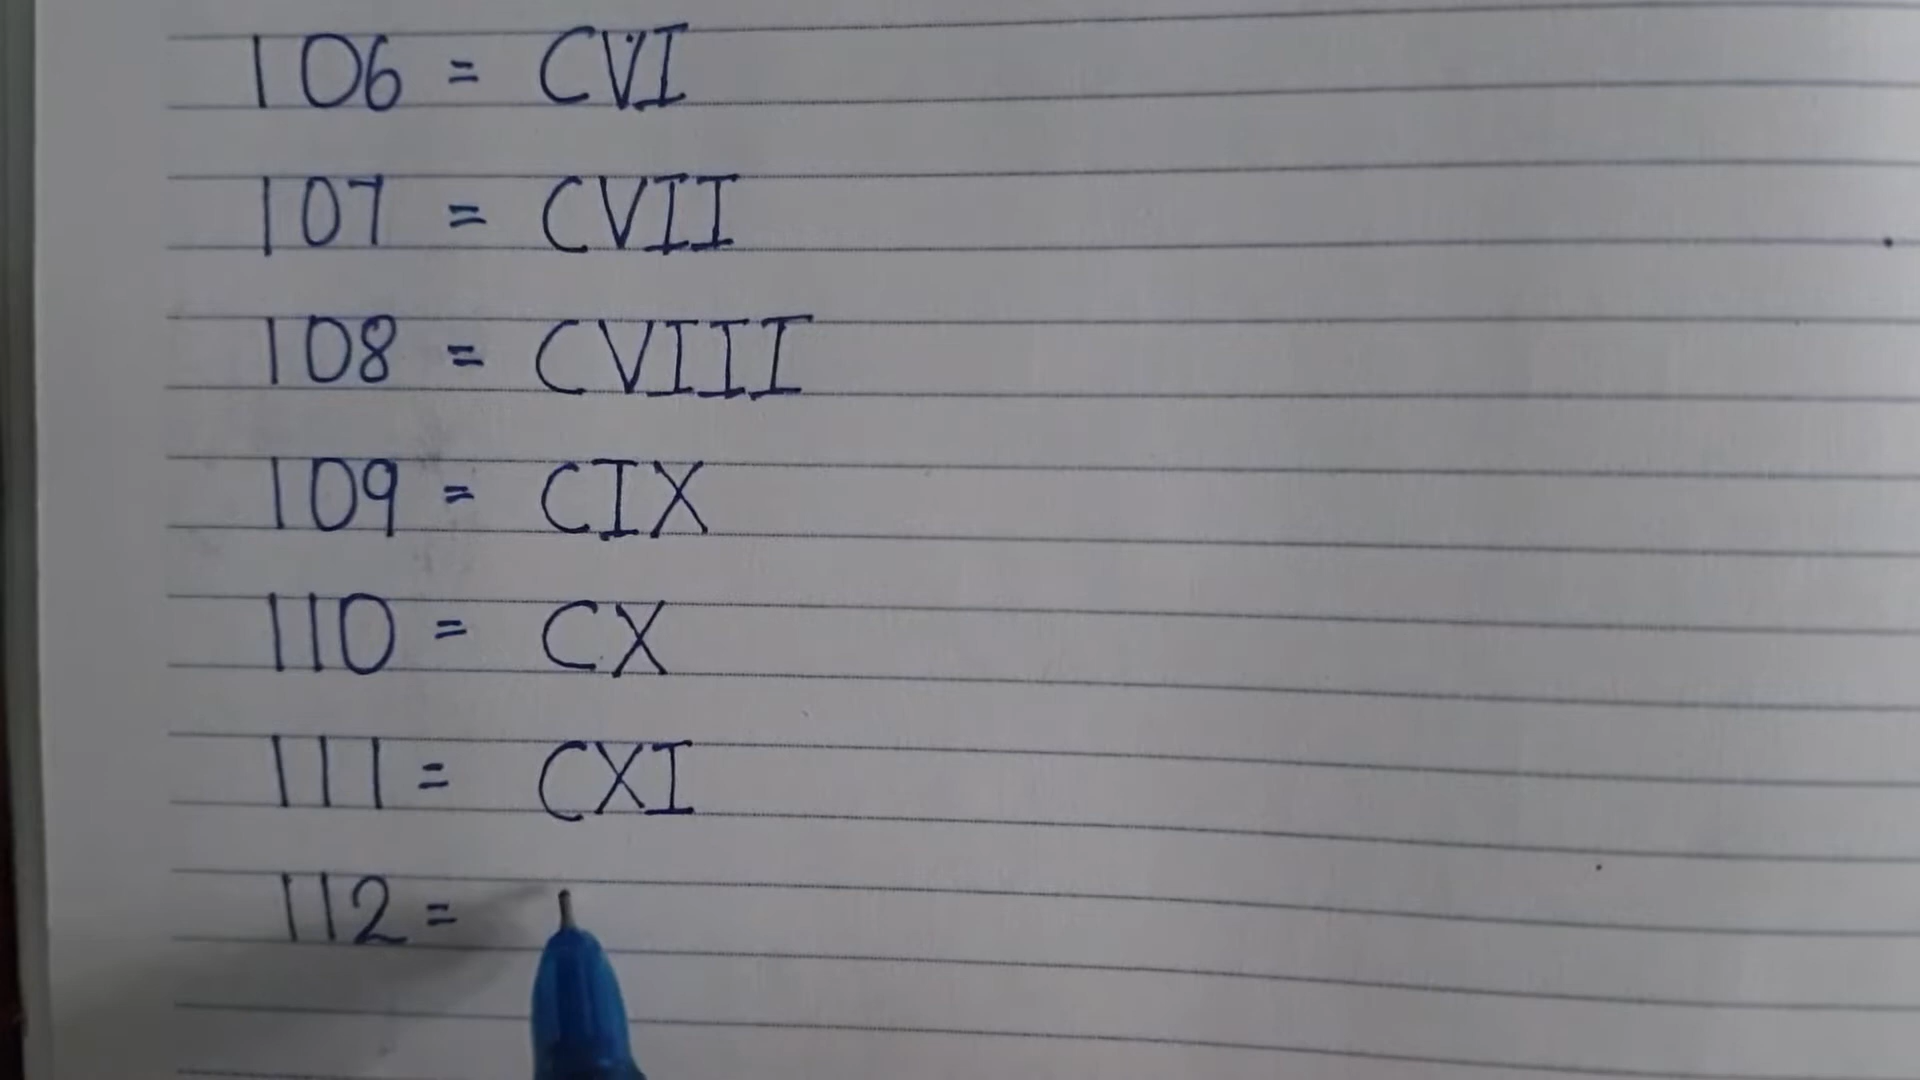 106 = CVI
107 = CVII
108 = CVIII
109 = CIX
110 = CX
111 = CXI
112 =